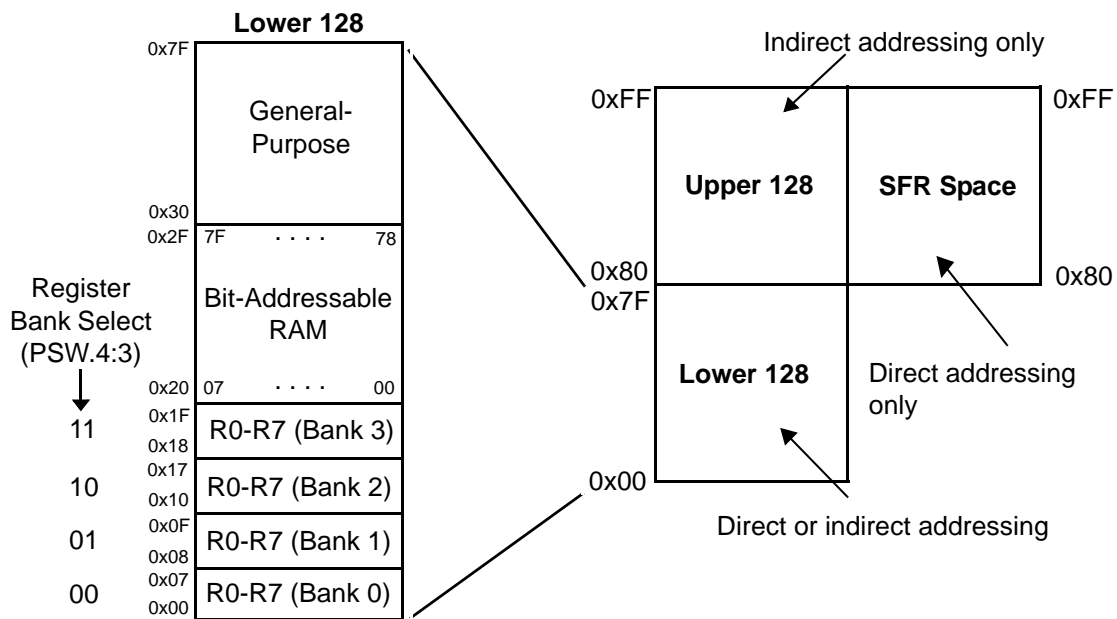 Lower 128
0x7F
General-
Purpose
0x30
0x2F 7F .... 78
Bit-Addressable
RAM
0x20 07 .... 00
Register
Bank Select
(PSW.4:3)
11 0x1F R0-R7 (Bank 3)
0x18
10 0x17 R0-R7 (Bank 2)
0x10
01 0x0F R0-R7 (Bank 1)
0x08
00 0x07 R0-R7 (Bank 0)
0x00
Indirect addressing only
0xFF 0xFF
Upper 128 SFR Space
0x80 0x80
0x7F
Lower 128
Direct addressing
only
0x00
Direct or indirect addressing